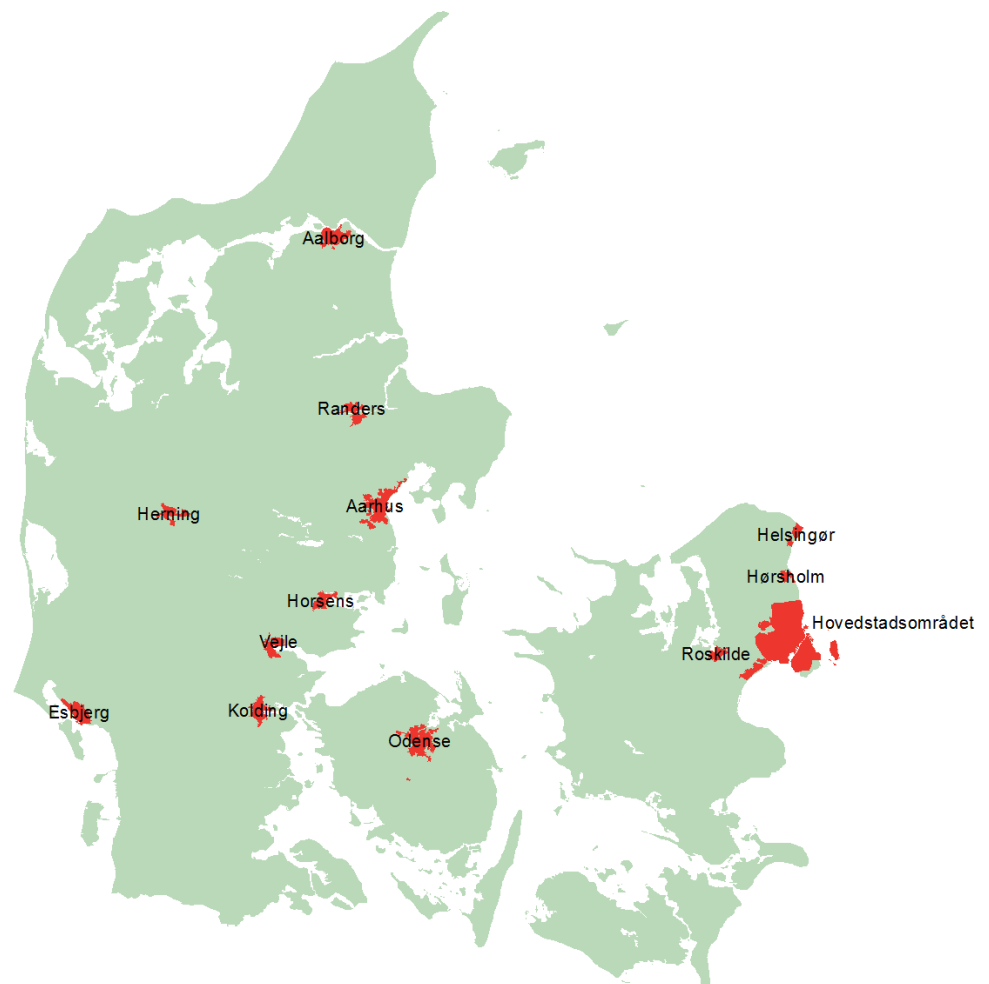 Aalborg
Randers
Aarhus
Herning
Helsingør
Hørsholm
Horsens
Hovedstadsområdet
Vejle
Roskilde
Esbjerg
Kolding
Odense